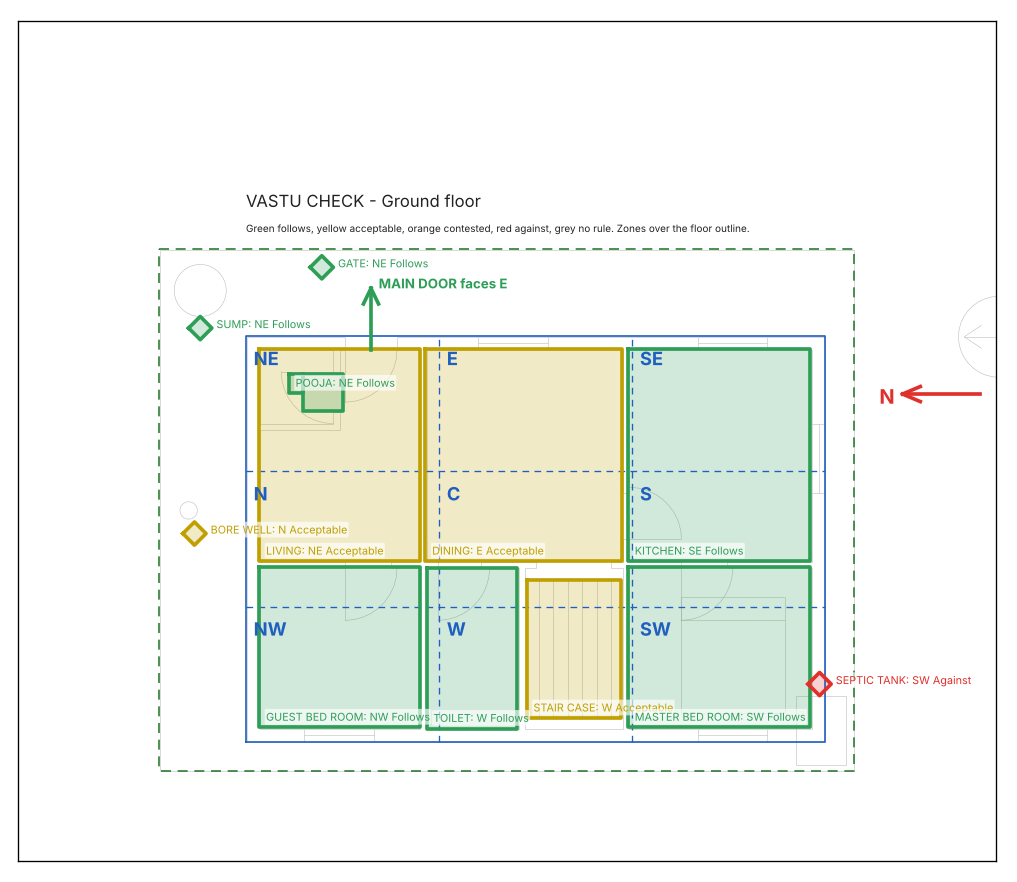 VASTU CHECK - Ground floor
Green follows, yellow acceptable, orange contested, red against, grey no rule. Zones over the floor outline.
GATE: NE Follows
MAIN DOOR faces E
SUMP: NE Follows
NE
E
SE
POOJA: NE Follows
N
N
C
S
BORE WELL: N Acceptable
LIVING: NE Acceptable
DINING: E Acceptable
KITCHEN: SE Follows
NW
W
SW
SEPTIC TANK: SW Against
STAIR CASE: W Acceptable
GUEST BED ROOM: NW Follows
TOILET: W Follows
MASTER BED ROOM: SW Follows